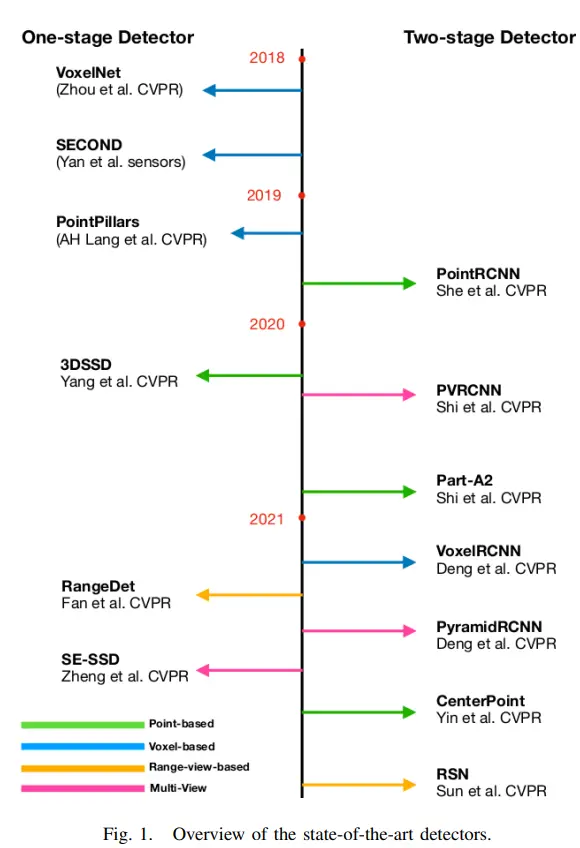 One-stage Detector
Two-stage Detector
2018
VoxelNet
(Zhou et al. CVPR)
SECOND
(Yan et al. sensors)
2019
PointPillars
(AH Lang et al. CVPR)
PointRCNN
She et al. CVPR
2020
3DSSD
Yang et al. CVPR
PVRCNN
Shi et al. CVPR
Part-A2
Shi et al. CVPR
2021
VoxelRCNN
Deng et al. CVPR
RangeDet
Fan et al. CVPR
PyramidRCNN
Deng et al. CVPR
SE-SSD
Zheng et al. CVPR
CenterPoint
Yin et al. CVPR
Point-based
Voxel-based
Range-view-based
Multi-View
RSN
Sun et al. CVPR
Fig. 1. Overview of the state-of-the-art detectors.